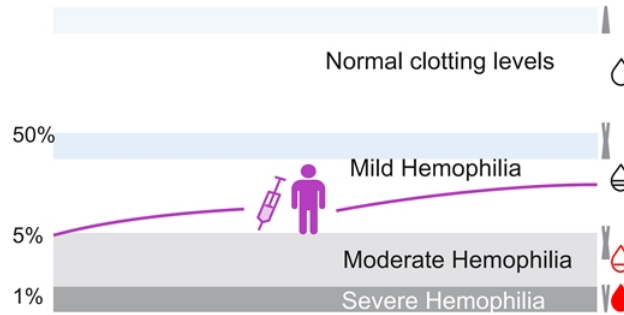 Normal clotting levels
50%
Mild Hemophilia
5%
Moderate Hemophilia
1%
Severe Hemophilia